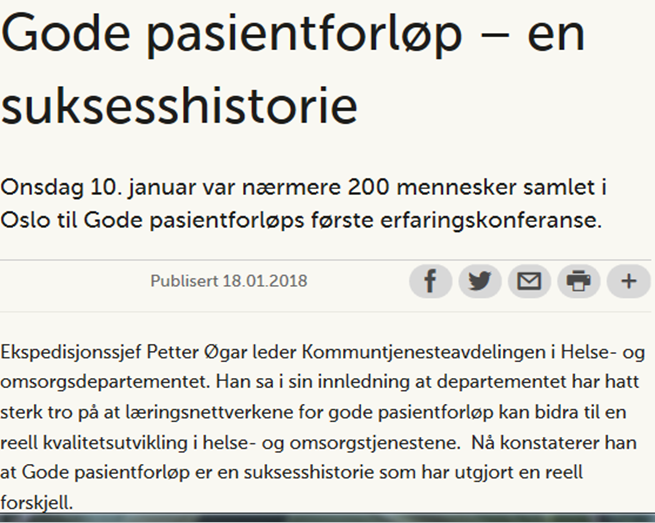 Gode pasientforløp – en
suksesshistorie
Onsdag 10. januar var nærmere 200 mennesker samlet i
Oslo til Gode pasientforløps første erfaringskonferanse.
Publisert 18.01.2018
Ekspedisjonssjef Petter Øgar leder Kommuntjenesteavdelingen i Helse- og
omsorgsdepartementet. Han sa i sin innledning at departementet har hatt
sterk tro på at læringsnettverkene for gode pasientforløp kan bidra til en
reell kvalitetsutvikling i helse- og omsorgstjenestene.  Nå konstaterer han
at Gode pasientforløp er en suksesshistorie som har utgjort en reell
forskjell.